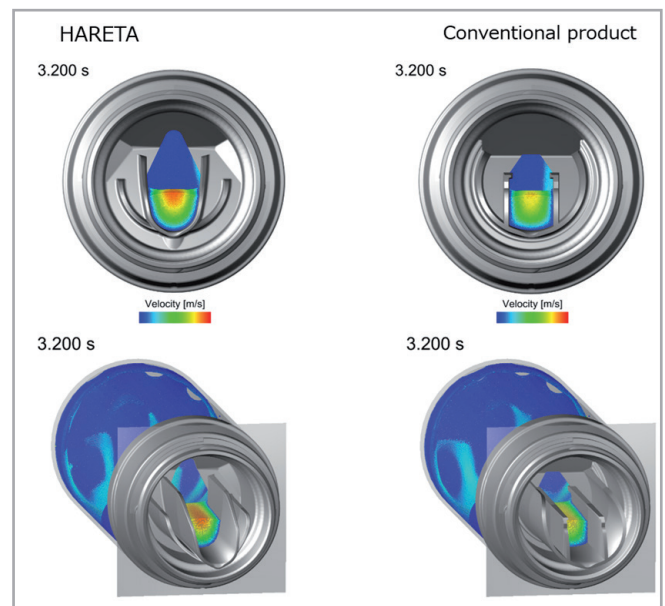 HARETA
Conventional product
3.200 s
3.200 s
Velocity [m/s]
Velocity [m/s]
3.200 s
3.200 s